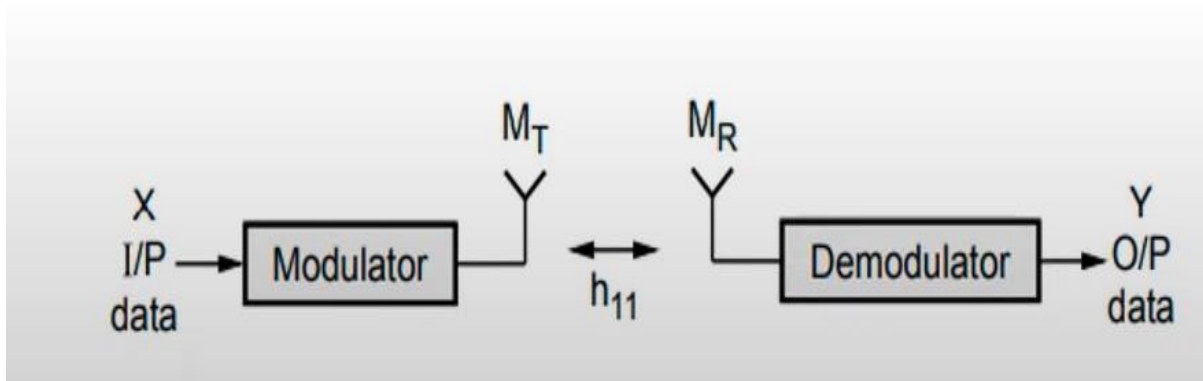 M_T
M_R
X
I/P
data
Modulator
h_11
Demodulator
Y
O/P
data